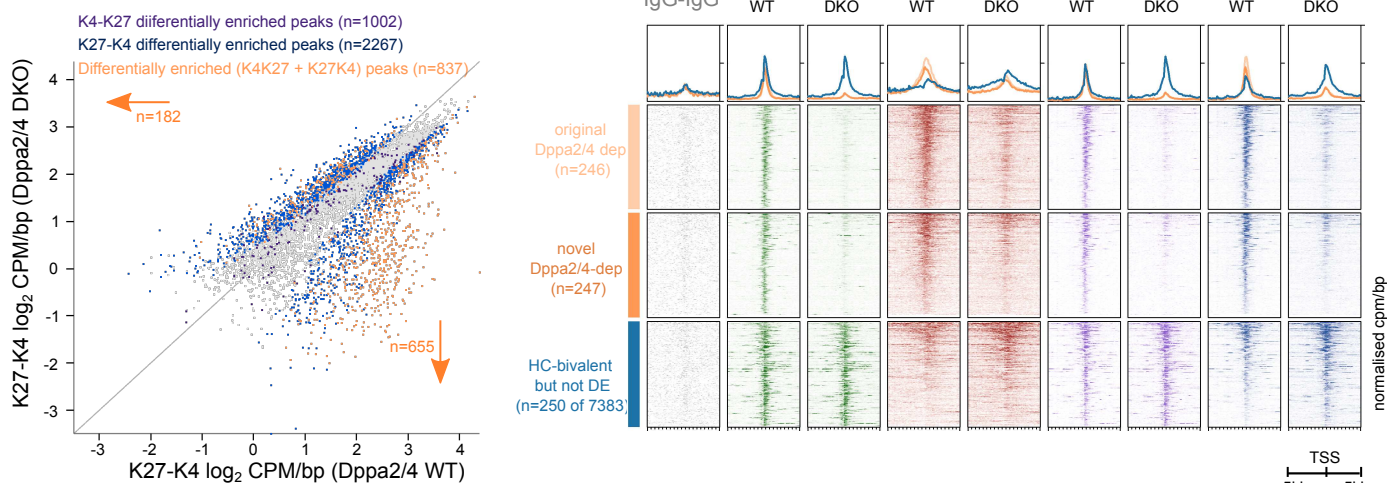 K4-K27 diiferentially enriched peaks (n=1002)
K27-K4 differentially enriched peaks (n=2267)
Differentially enriched (K4K27 + K27K4) peaks (n=837)
n=182
n=655
K27-K4 log2 CPM/bp (Dppa2/4 DKO)
4
3
2
1
0
-1
-2
-3
-3
-2
-1
0
1
2
3
4
K27-K4 log2 CPM/bp (Dppa2/4 WT)
IgG-IgG
WT
DKO
WT
DKO
WT
DKO
WT
DKO
original
Dppa2/4 dep
(n=246)
novel
Dppa2/4-dep
(n=247)
HC-bivalent
but not DE
(n=250 of 7383)
normalised cpm/bp
TSS